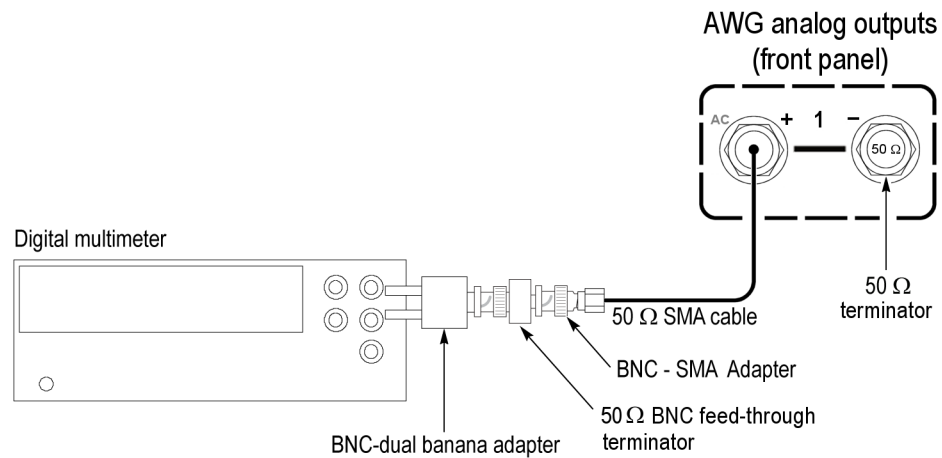 AWG analog outputs
(front panel)
AC
+ 1 −
50 Ω
Digital multimeter
50 Ω
terminator
50 Ω SMA cable
BNC - SMA Adapter
50 Ω BNC feed-through
terminator
BNC-dual banana adapter